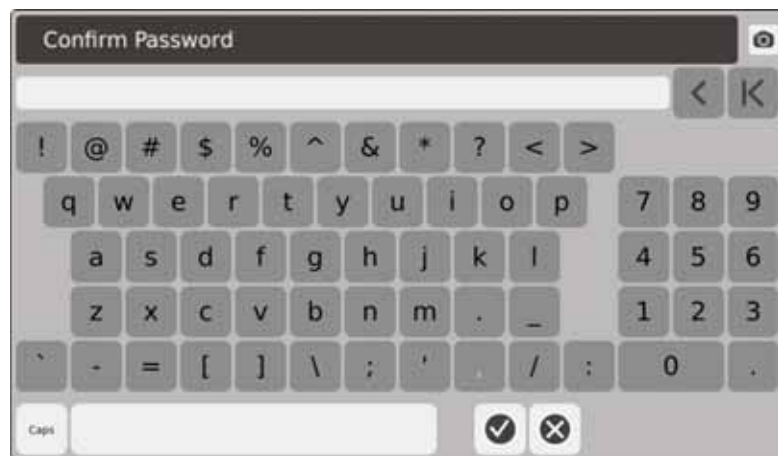 Confirm Password
! @ # $ % ^ & * ? < >
q w e r t y u i o p 7 8 9
a s d f g h j k l 4 5 6
z x c v b n m . _ 1 2 3
` - = [ ] \ ; ' , / : 0 .
Caps